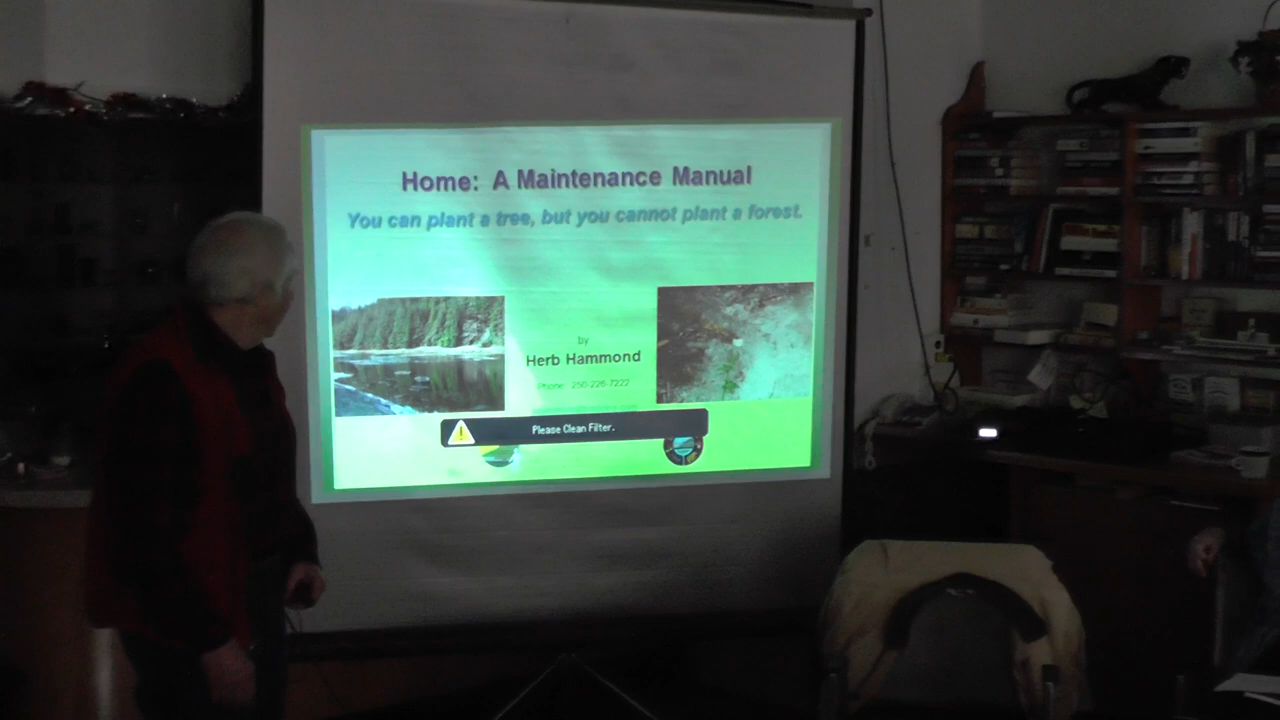 Home: A Maintenance Manual
You can plant a tree, but you cannot plant a forest.
by
Herb Hammond
Phone: 250-226-7222
Please Clean Filter.